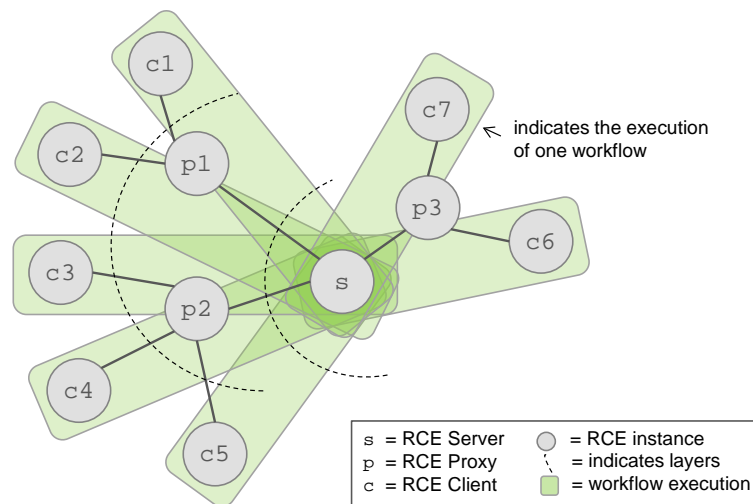 c1
c7
indicates the execution
of one workflow
c2
p1
p3
c6
c3
s
p2
c4
c5
s = RCE Server
= RCE instance
p = RCE Proxy
= indicates layers
c = RCE Client
= workflow execution